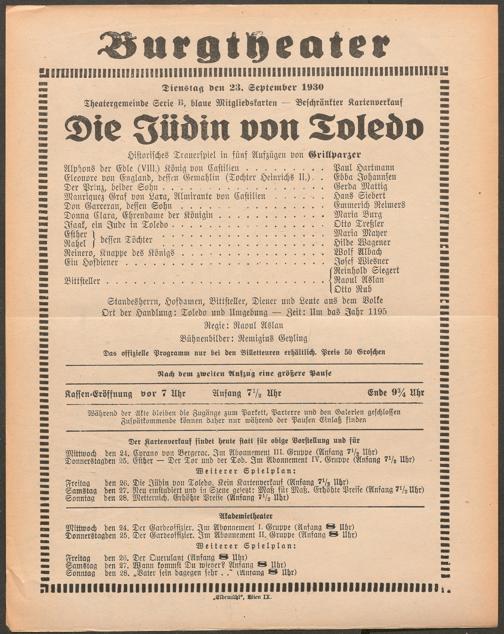 Burgtheater
Dienstag den 23. September 1930
Theatergemeinde Serie B, blaue Mitgliedskarten — Beschränkter Kartenverkauf
Die Jüdin von Toledo
Historisches Trauerspiel in fünf Aufzügen von Grillparzer
Alphons der Edle (VIII.) König von Castilien . . . . . . . . . Paul Hartmann
Eleonore von England, dessen Gemahlin (Tochter Heinrichs II.) . . Ebba Johannsen
Der Prinz, beider Sohn . . . . . . . . . Gerda Mattig
Manriquez Graf von Lara, Almirante von Castilien . . . . . . Hans Siebert
Don Garceran, dessen Sohn . . . . . . . . . Emmerich Reimers
Donna Clara, Ehrendame der Königin . . . . . . . . . Maria Burg
Isaak, ein Jude in Toledo . . . . . . . . . Otto Treßler
Esther } dessen Töchter . . . . . . . . . Maria Mayer
Rahel } Hilde Wagener
Reinero, Knappe des Königs . . . . . . . . . Wolf Albach
Ein Hofdiener . . . . . . . . . Josef Wiesner
Bittsteller . . . . . . . . . { Reinhold Siegert
Raoul Aslan
Otto Rub
Standesherrn, Hofdamen, Bittsteller, Diener und Leute aus dem Volke
Ort der Handlung: Toledo und Umgebung — Zeit: Um das Jahr 1195
Regie: Raoul Aslan
Bühnenbilder: Remigius Geyling
Das offizielle Programm nur bei den Billetteuren erhältlich. Preis 50 Groschen
Nach dem zweiten Aufzug eine größere Pause
Kassen-Eröffnung vor 7 Uhr Anfang 7½ Uhr Ende 9¾ Uhr
Während der Akte bleiben die Zugänge zum Parkett, Parterre und den Galerien geschlossen
Zuspätkommende können daher nur während der Pausen Einlaß finden
Der Kartenverkauf findet heute statt für obige Vorstellung und für
Mittwoch den 24. Cyrano von Bergerac. Im Abonnement III. Gruppe (Anfang 7½ Uhr)
Donnerstag den 25. Esther — Der Tor und der Tod. Im Abonnement IV. Gruppe (Anfang 7½ Uhr)
Weiterer Spielplan:
Freitag den 26. Die Jüdin von Toledo. Kein Kartenverkauf (Anfang 7½ Uhr)
Samstag den 27. Neu einstudiert und in Szene gesetzt: Maß für Maß. Erhöhte Preise (Anfang 7½ Uhr)
Sonntag den 28. Metternich. Erhöhte Preise (Anfang 7½ Uhr)
Akademietheater
Mittwoch den 24. Der Gardeoffizier. Im Abonnement I. Gruppe (Anfang 8 Uhr)
Donnerstag den 25. Der Gardeoffizier. Im Abonnement II. Gruppe (Anfang 8 Uhr)
Weiterer Spielplan:
Freitag den 26. Der Querulant (Anfang 8 Uhr)
Samstag den 27. Wann kommst Du wieder? (Anfang 8 Uhr)
Sonntag den 28. „Vater sein dagegen sehr . ." (Anfang 8 Uhr)
„Elbemühl", Wien IX.